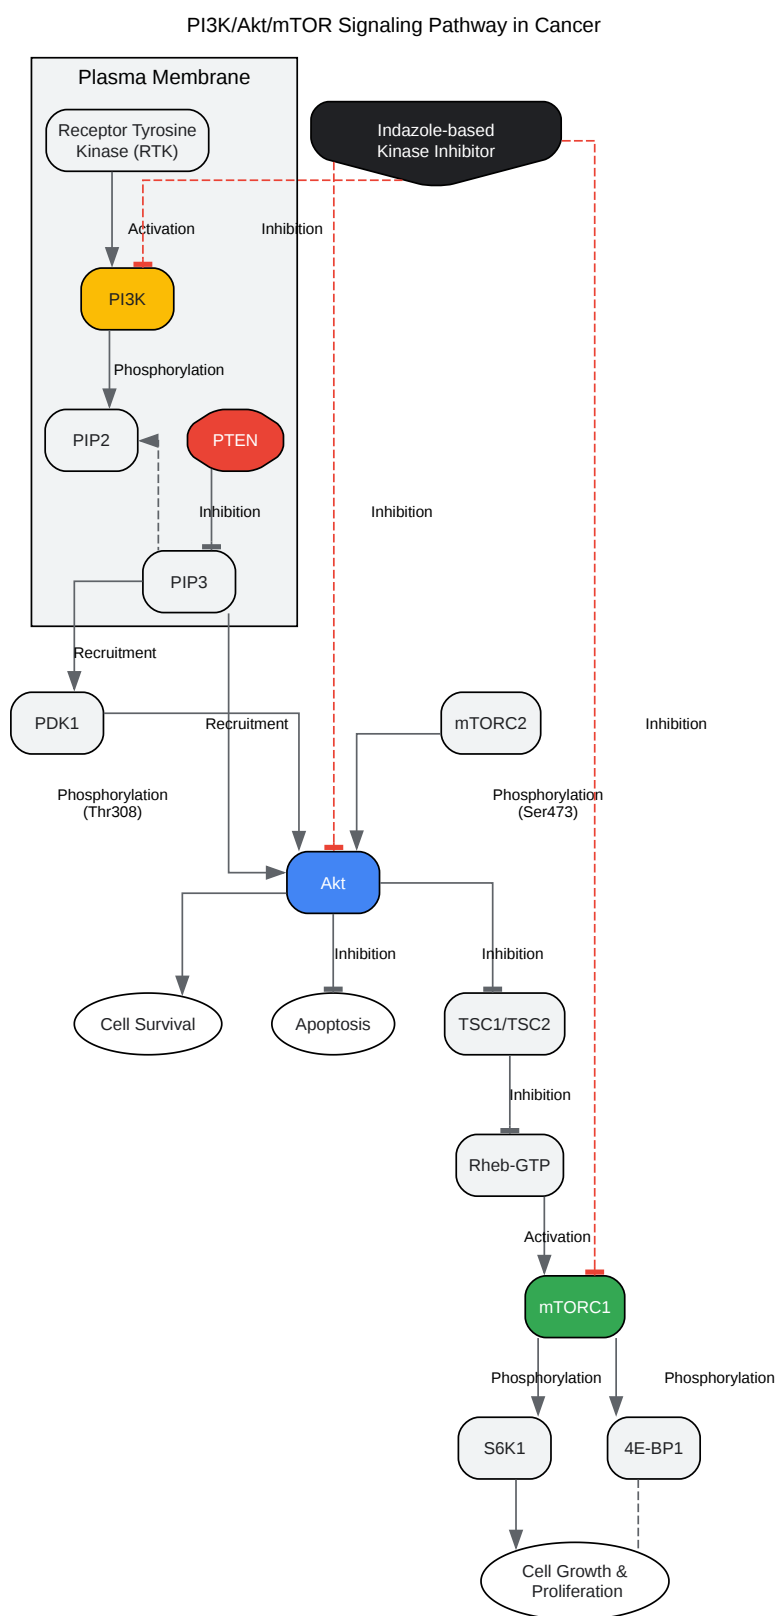 PI3K/Akt/mTOR Signaling Pathway in Cancer
Plasma Membrane
Receptor Tyrosine
Kinase (RTK)
Indazole-based
Kinase Inhibitor
Activation
Inhibition
PI3K
Phosphorylation
PIP2
PTEN
Inhibition
Inhibition
PIP3
Recruitment
PDK1
Recruitment
mTORC2
Inhibition
Phosphorylation
(Thr308)
Phosphorylation
(Ser473)
Akt
Inhibition
Inhibition
Cell Survival
Apoptosis
TSC1/TSC2
Inhibition
Rheb-GTP
Activation
mTORC1
Phosphorylation
Phosphorylation
S6K1
4E-BP1
Cell Growth &
Proliferation